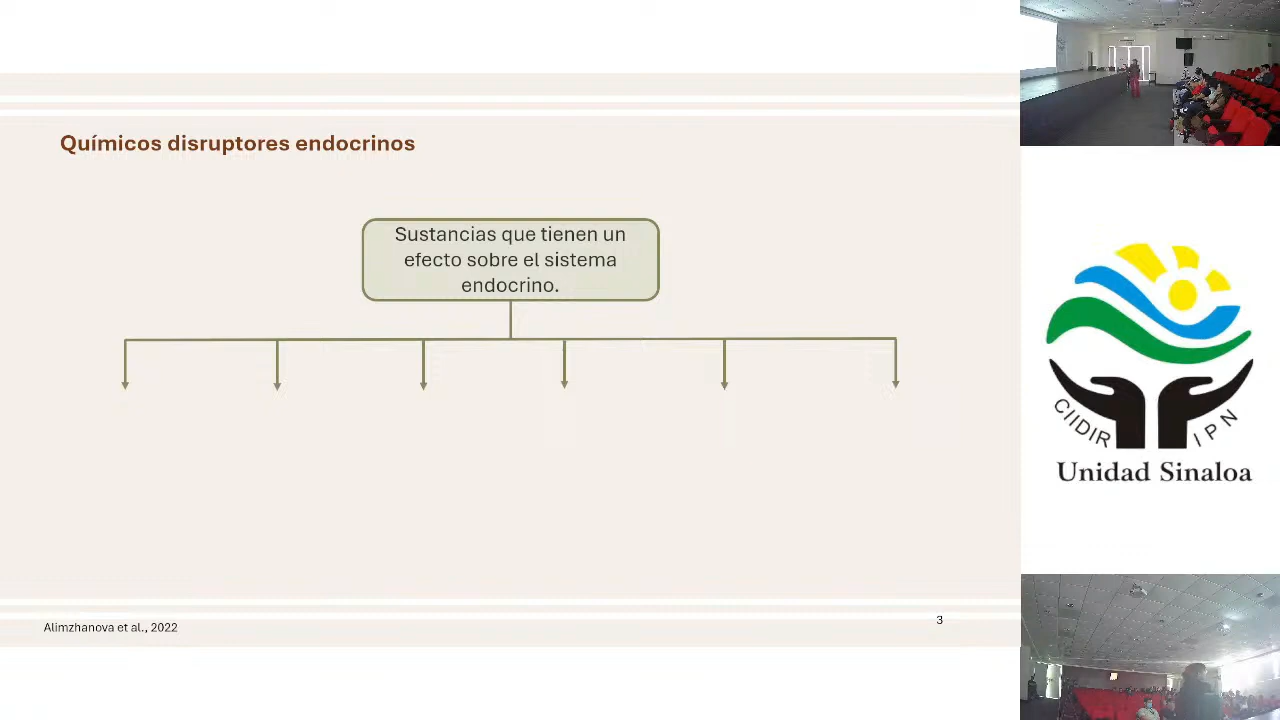 Químicos disruptores endocrinos
Sustancias que tienen un
efecto sobre el sistema
endocrino.
Alimzhanova et al., 2022
3
CIIDIR IPN
Unidad Sinaloa